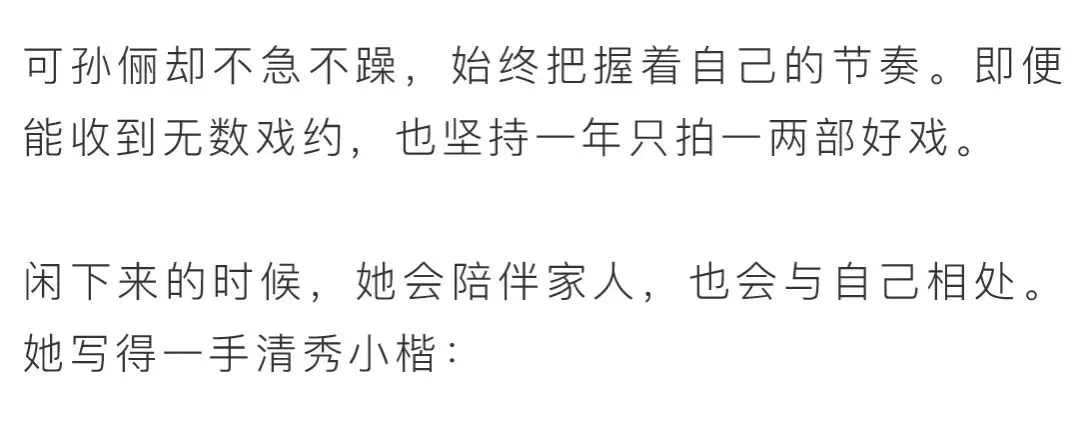 可孙俪却不急不躁，始终把握着自己的节奏。即便
能收到无数戏约，也坚持一年只拍一两部好戏。
闲下来的时候，她会陪伴家人，也会与自己相处。
她写得一手清秀小楷：